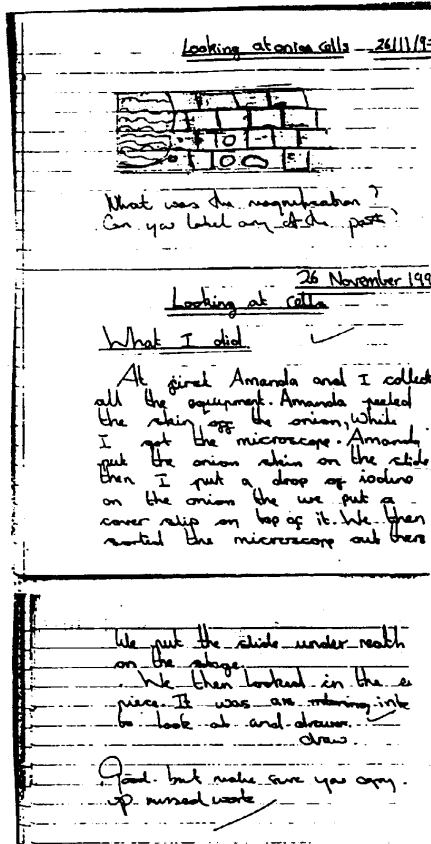 Looking at onion cells 26/11/9
What was the magnification?
Can you label any of the parts?
26 November 199
Looking at cells
What I did
At first Amanda and I collect
all the equipment. Amanda peeled
the skin off the onion, while
I got the microscope. Amanda
put the onion skin on the slide
then I put a drop of iodine
on the onion the we put a
cover slip on top of it. We then
sorted the microscope out then
We put the slide under
on the stage.
We then looked in the e
piece. It was an inte
to look at and drawer
draw
Good. but make sure you copy
up missed work